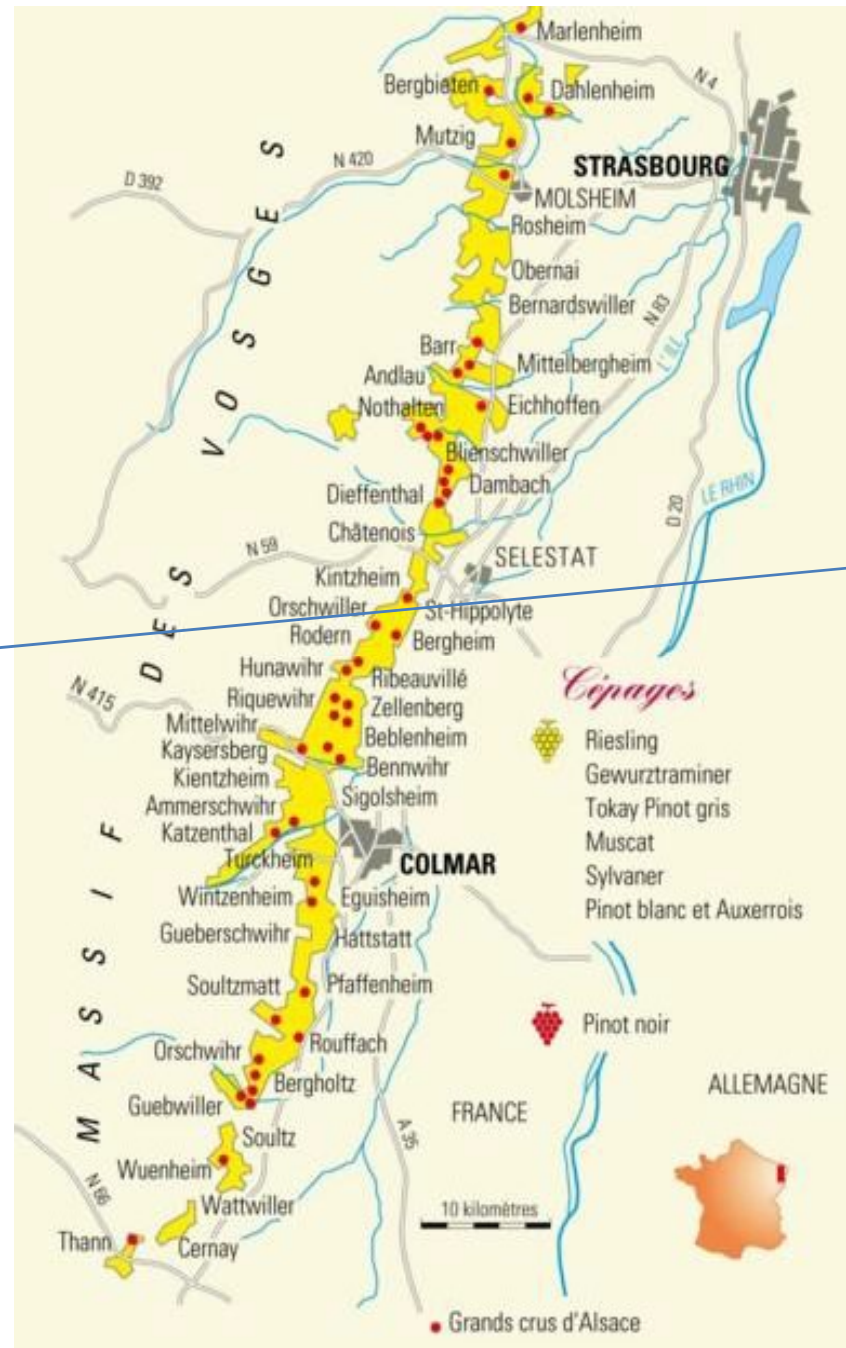 Marlenheim
N 4
Bergbieten
Dahlenheim
Mutzig
N 420
STRASBOURG
D 392
MOLSHEIM
Rosheim
Obernai
Bernardswiller
N 83
Barr
L'ILL
Mittelbergheim
Andlau
Nothalten
Eichhoffen
Blienschwiller
Dieffenthal
Dambach
LE RHIN
D 20
Châtenois
N 59
SELESTAT
Kintzheim
Orschwiller
St-Hippolyte
Rodern
Bergheim
Hunawihr
Ribeauvillé
N 415
Riquewihr
Zellenberg
Mittelwihr
Beblenheim
Kaysersberg
Bennwihr
Kientzheim
Sigolsheim
Ammerschwihr
Katzenthal
Turckheim
COLMAR
Wintzenheim
Eguisheim
Gueberschwihr
Hattstatt
Soultzmatt
Pfaffenheim
Orschwihr
Rouffach
Bergholtz
Guebwiller
Soultz
Wuenheim
A 35
N 66
Wattwiller
Thann
Cernay
MASSIF DES VOSGES
Cépages
Riesling
Gewurztraminer
Tokay Pinot gris
Muscat
Sylvaner
Pinot blanc et Auxerrois
Pinot noir
FRANCE
ALLEMAGNE
10 kilomètres
Grands crus d'Alsace